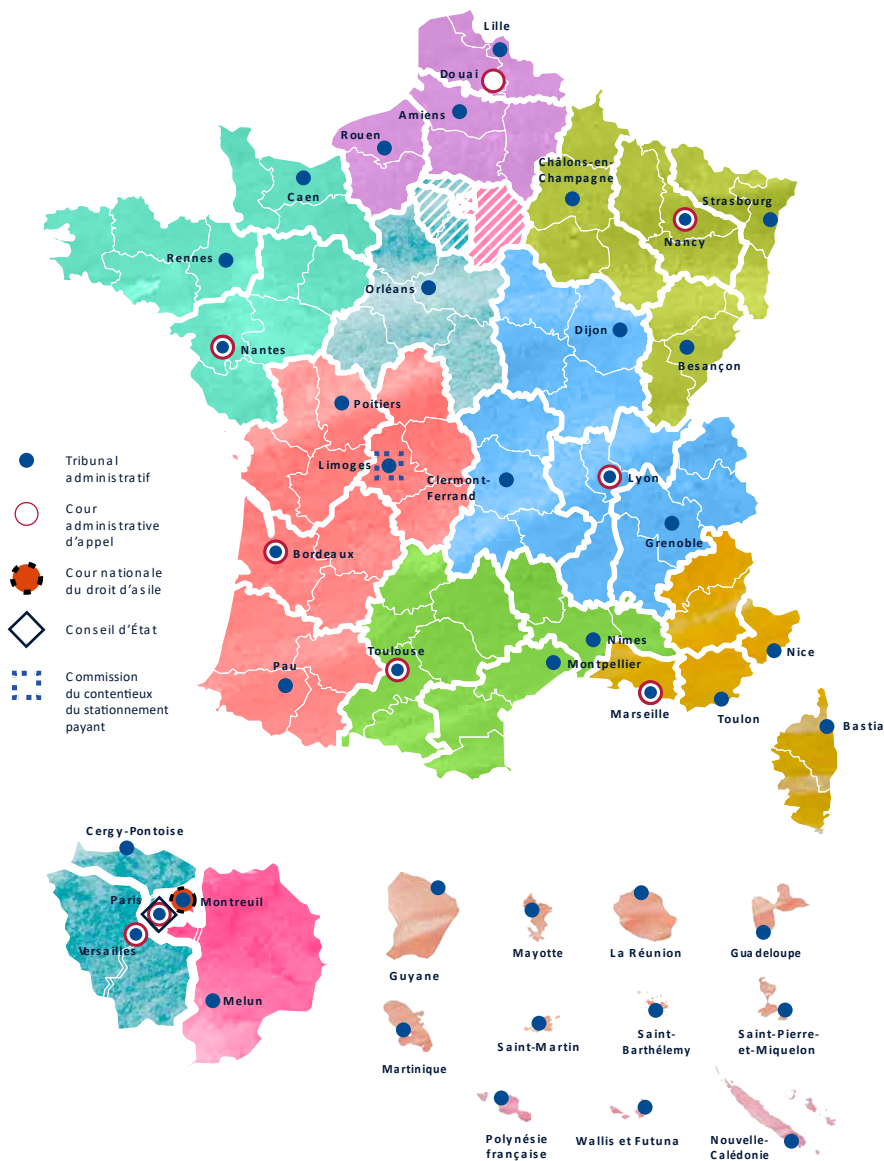 Lille
Douai
Amiens
Rouen
Caen
Châlons-en-
Champagne
Strasbourg
Nancy
Rennes
Orléans
Nantes
Dijon
Besançon
Poitiers
Limoges
Clermont-
Ferrand
Lyon
Bordeaux
Grenoble
Toulouse
Nîmes
Montpellier
Nice
Pau
Marseille
Toulon
Bastia
Tribunal
administratif
Cour
administrative
d'appel
Cour nationale
du droit d'asile
Conseil d'État
Commission
du contentieux
du stationnement
payant
Cergy-Pontoise
Paris
Montreuil
Versailles
Melun
Guyane
Mayotte
La Réunion
Guadeloupe
Martinique
Saint-Martin
Saint-
Barthélemy
Saint-Pierre-
et-Miquelon
Polynésie
française
Wallis et Futuna
Nouvelle-
Calédonie